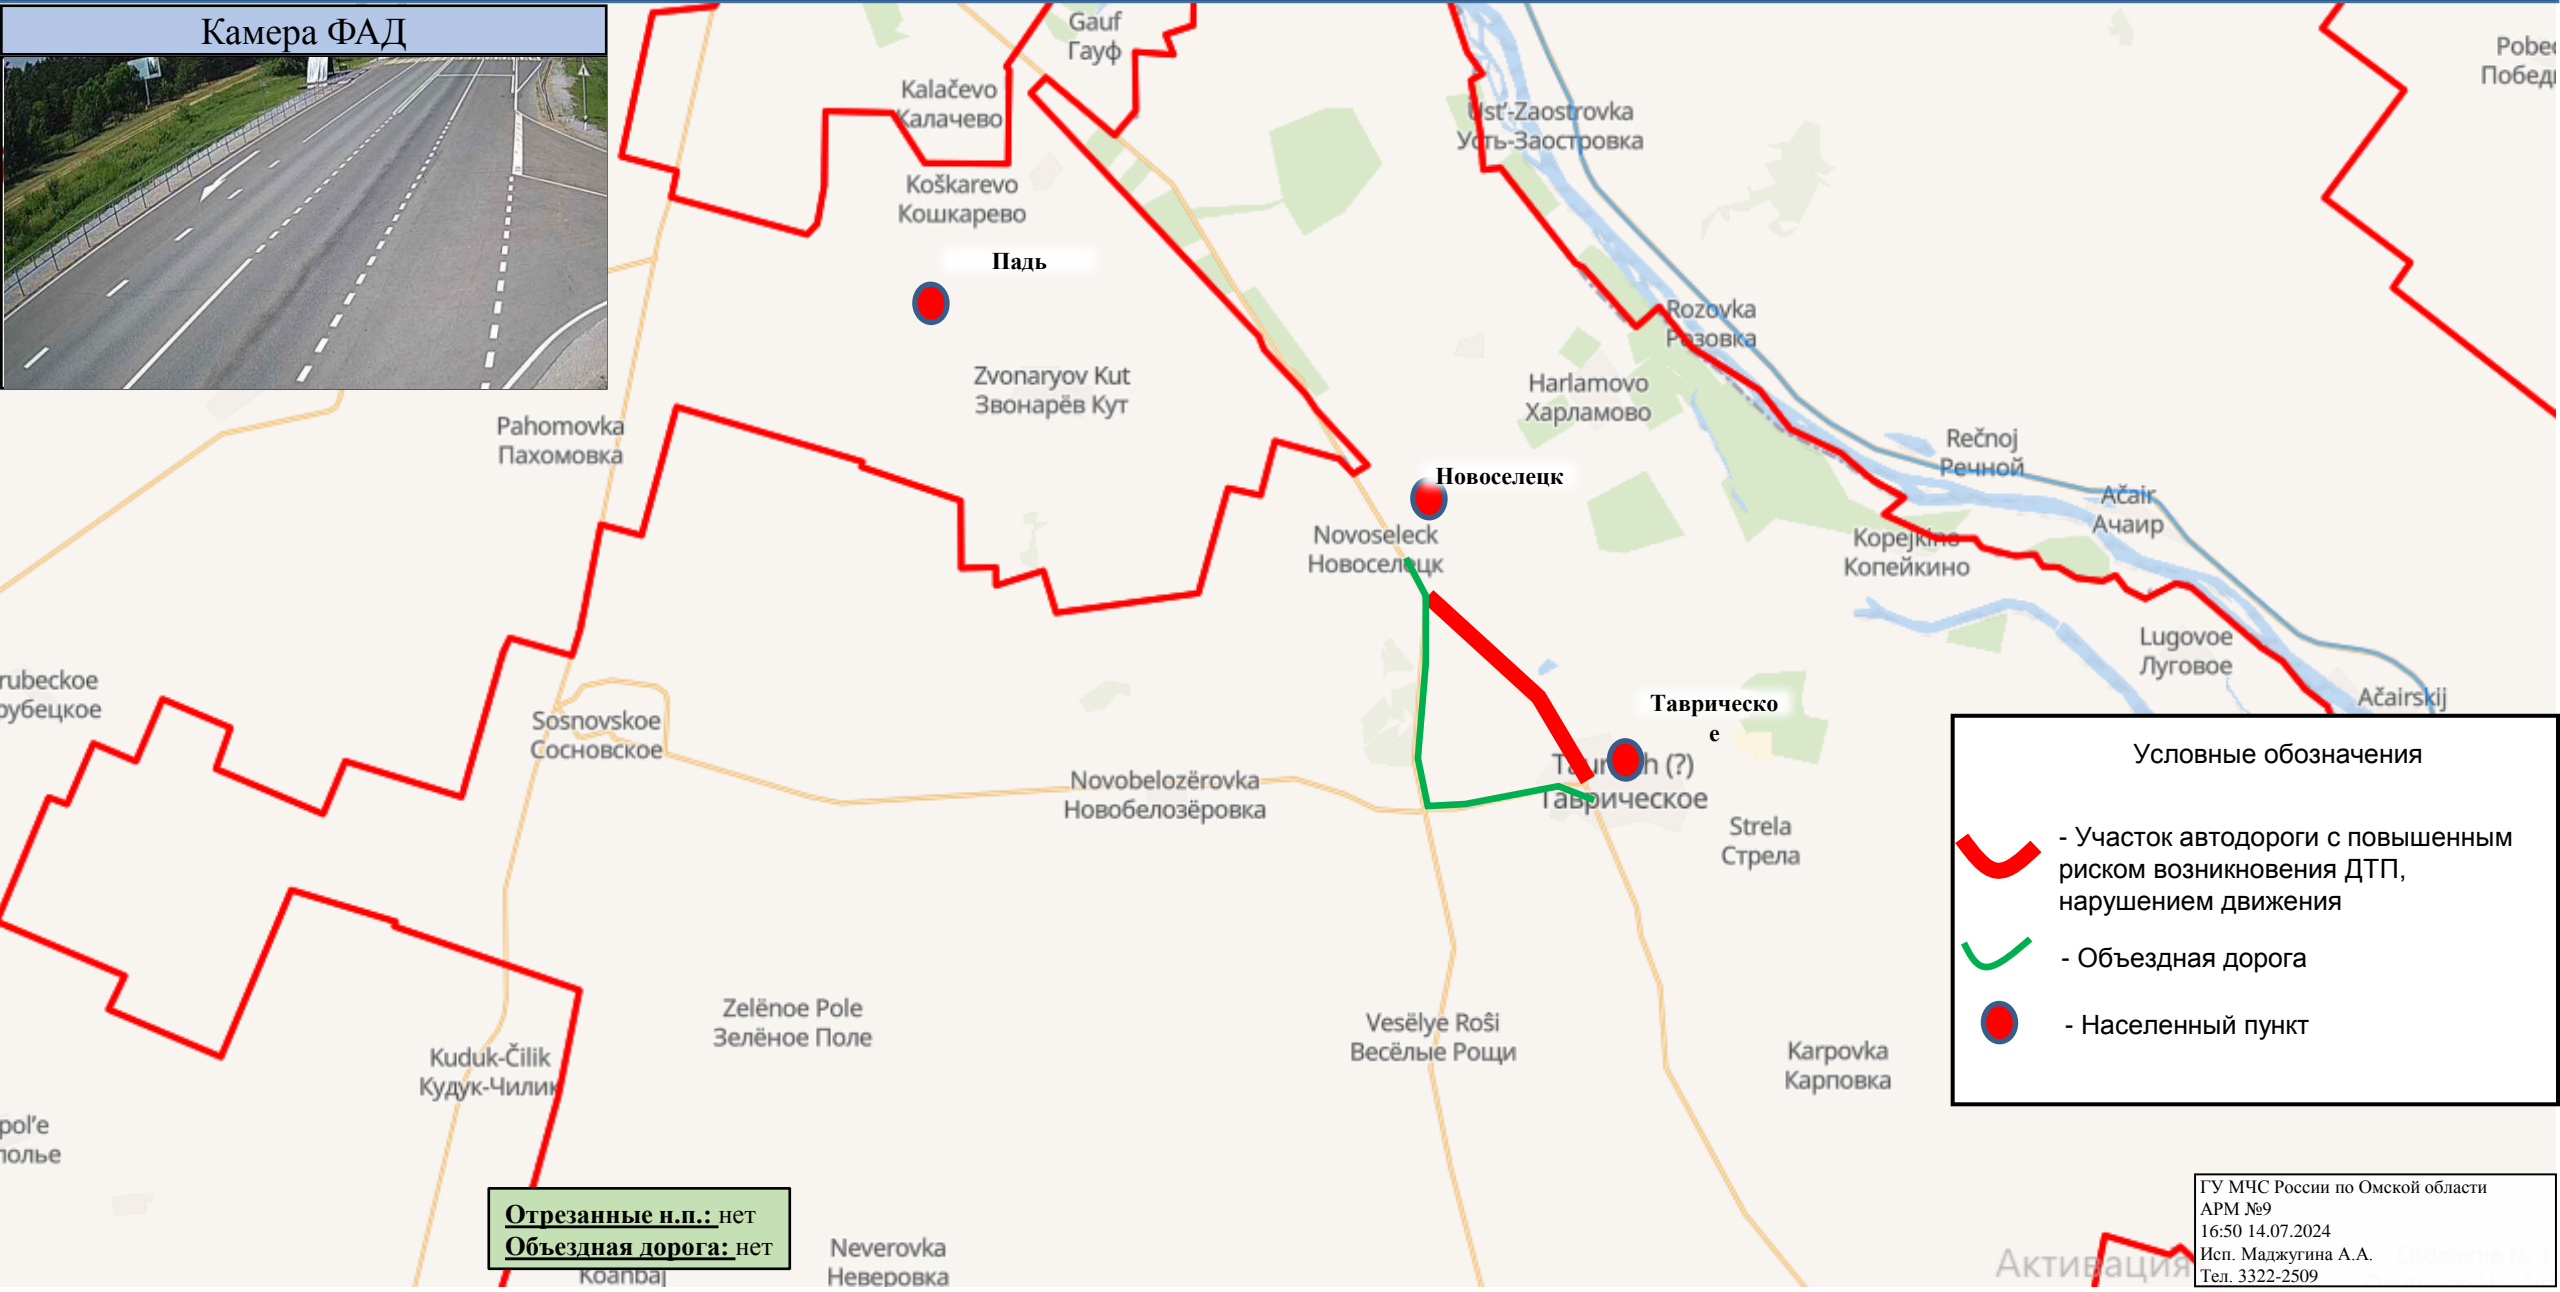 Камера ФАД
Gauf
Гауф
Kalačevo
Калачево
Koškarevo
Кошкарево
Падь
Zvonaryov Kut
Звонарёв Кут
Ust'-Zaostrovka
Усть-Заостровка
Rozovka
Розовка
Harlamovo
Харламово
Rečnoj
Речной
Ačair
Ачаир
Kopejkino
Копейкино
Lugovoe
Луговое
Ačairskij
Pahomovka
Пахомовка
Новоселецк
Novoseleck
Новоселецк
Sosnovskoe
Сосновское
Novobelozërovka
Новобелозёровка
Таврическо
е
(?)
Таврическое
Strela
Стрела
Zelënoe Pole
Зелёное Поле
Vesëlye Roŝi
Весёлые Рощи
Karpovka
Карповка
Kuduk-Čilik
Кудук-Чилик
rubeckoe
рубецкое
pol'e
полье
Neverovka
Неверовка
Условные обозначения
- Участок автодороги с повышенным
риском возникновения ДТП,
нарушением движения
- Объездная дорога
- Населенный пункт
Отрезанные н.п.: нет
Объездная дорога: нет
Активация
ГУ МЧС России по Омской области
АРМ №9
16:50 14.07.2024
Исп. Маджугина А.А.
Тел. 3322-2509